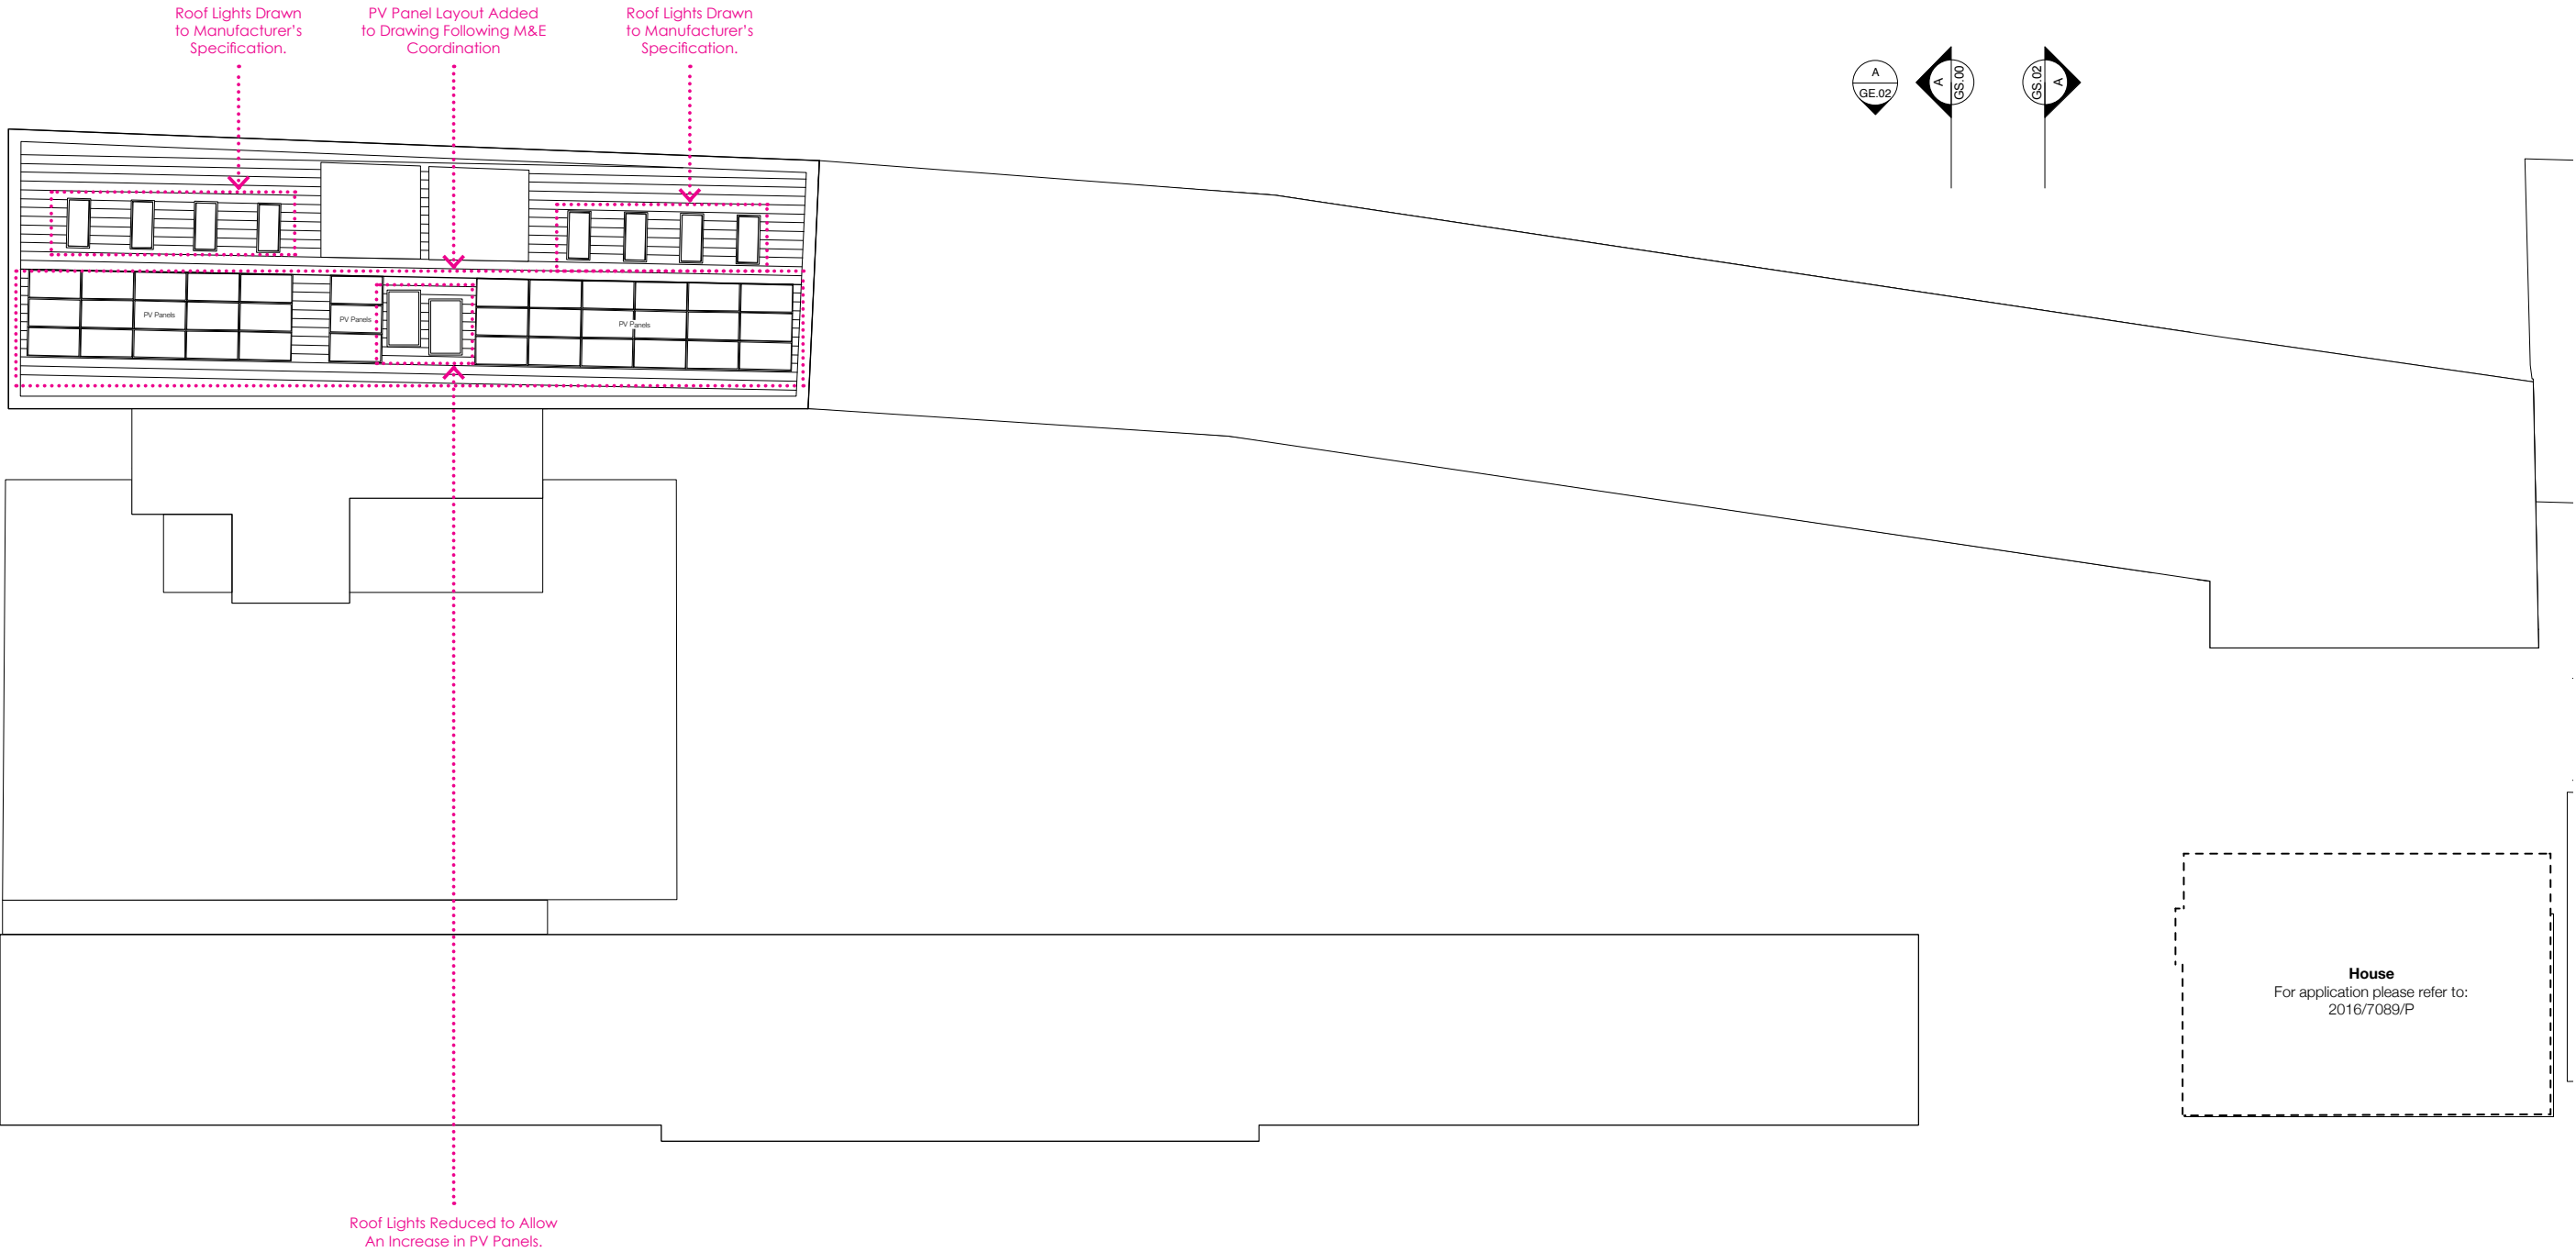 Roof Lights Drawn
to Manufacturer's
Specification.
PV Panel Layout Added
to Drawing Following M&E
Coordination
Roof Lights Drawn
to Manufacturer's
Specification.
A
GE.02
A
GS.00
GS.02
A
PV Panels
PV Panels
PV Panels
House
For application please refer to:
2016/7089/P
Roof Lights Reduced to Allow
An Increase in PV Panels.